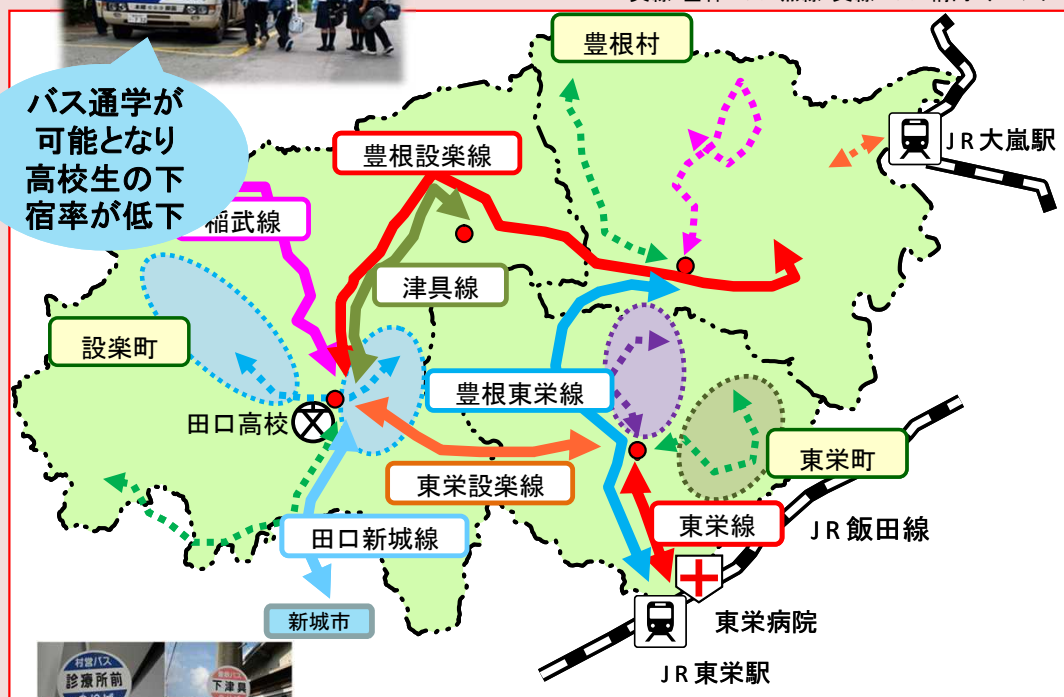 豊根村
バス通学が
可能となり
高校生の下
宿率が低下
JR大嵐駅
豊根設楽線
稲武線
津具線
設楽町
豊根東栄線
田口高校
東栄町
東栄設楽線
東栄線
JR飯田線
田口新城線
新城市
東栄病院
JR東栄駅
村営バス
診療所前
下津具